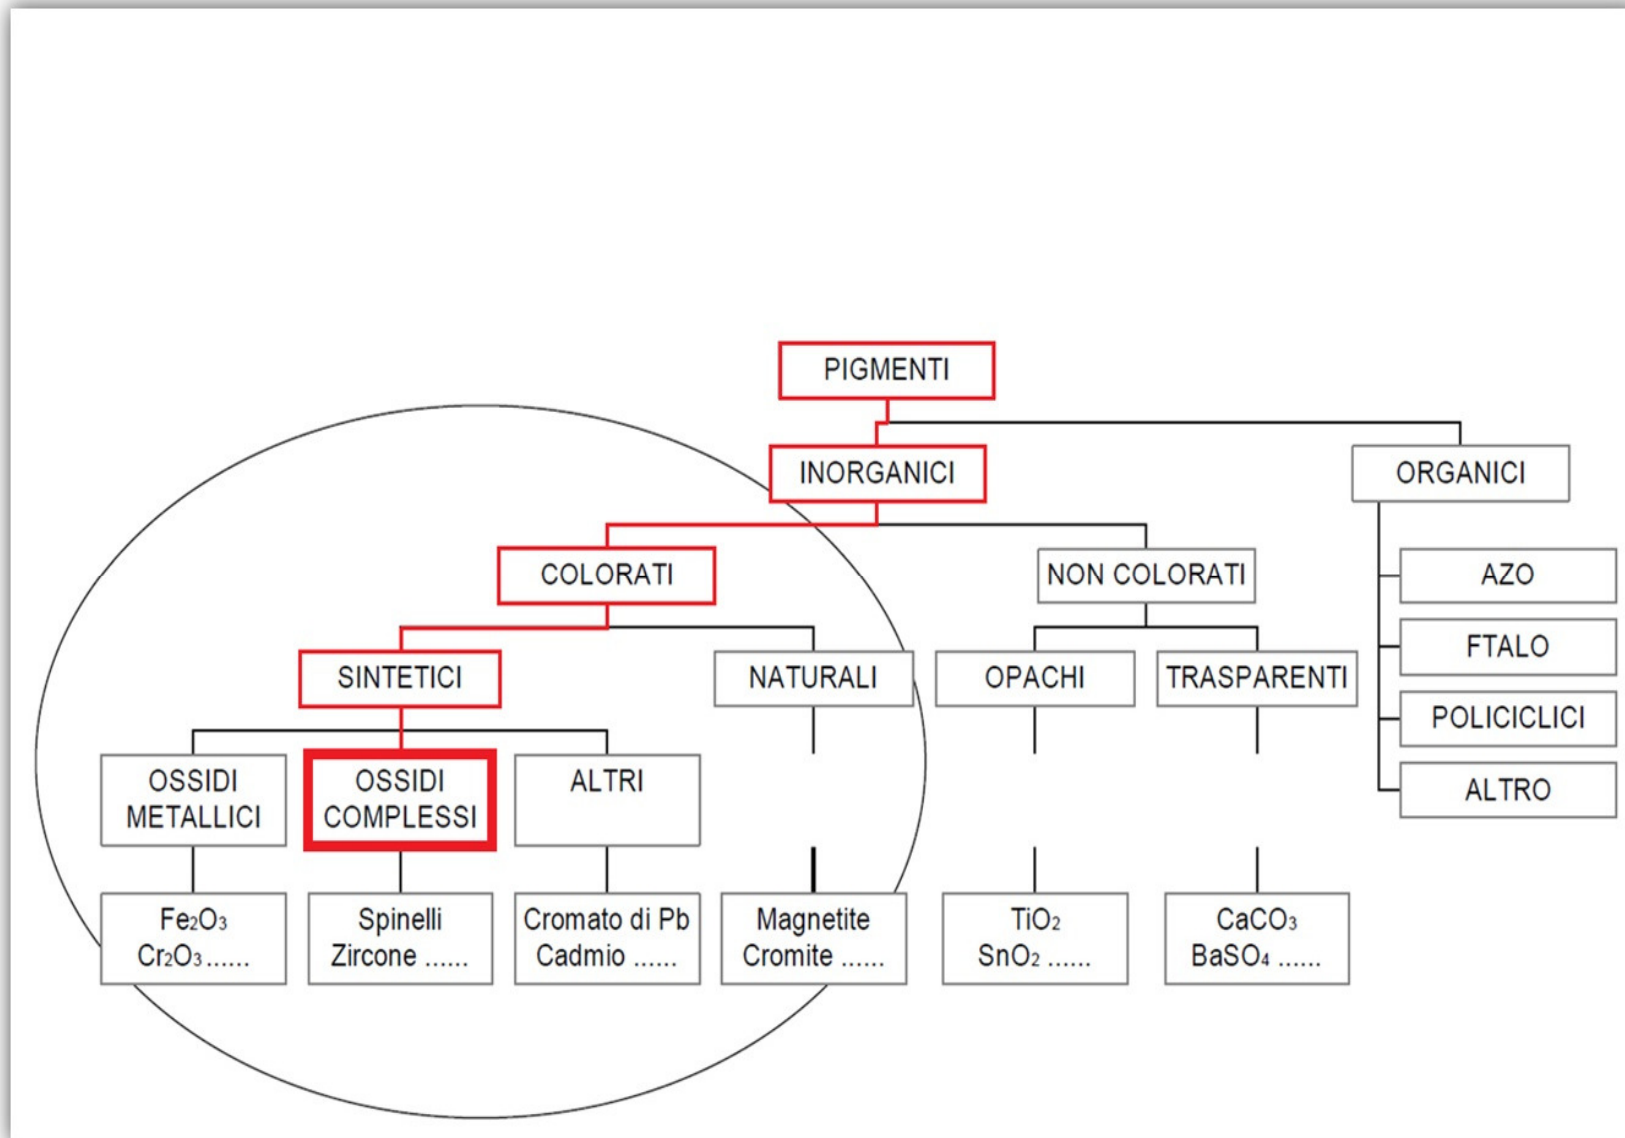 PIGMENTI
INORGANICI
ORGANICI
COLORATI
NON COLORATI
AZO
FTALO
SINTETICI
NATURALI
OPACHI
TRASPARENTI
POLICICLICI
OSSIDI
METALLICI
OSSIDI
COMPLESSI
ALTRI
ALTRO
Fe₂O₃
Cr₂O₃ ......
Spinelli
Zircone ......
Cromato di Pb
Cadmio ......
Magnetite
Cromite ......
TiO₂
SnO₂ ......
CaCO₃
BaSO₄ ......